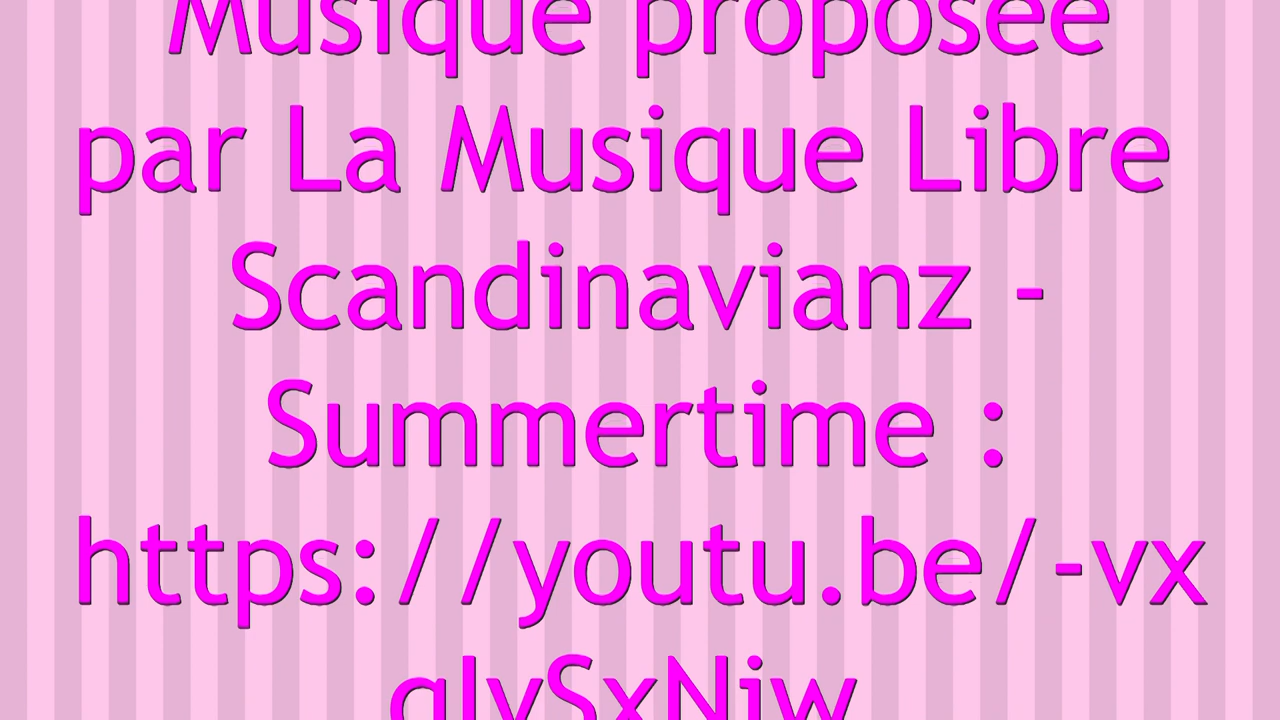 Musique proposée
par La Musique Libre
Scandinavianz -
Summertime :
https://youtu.be/-vx